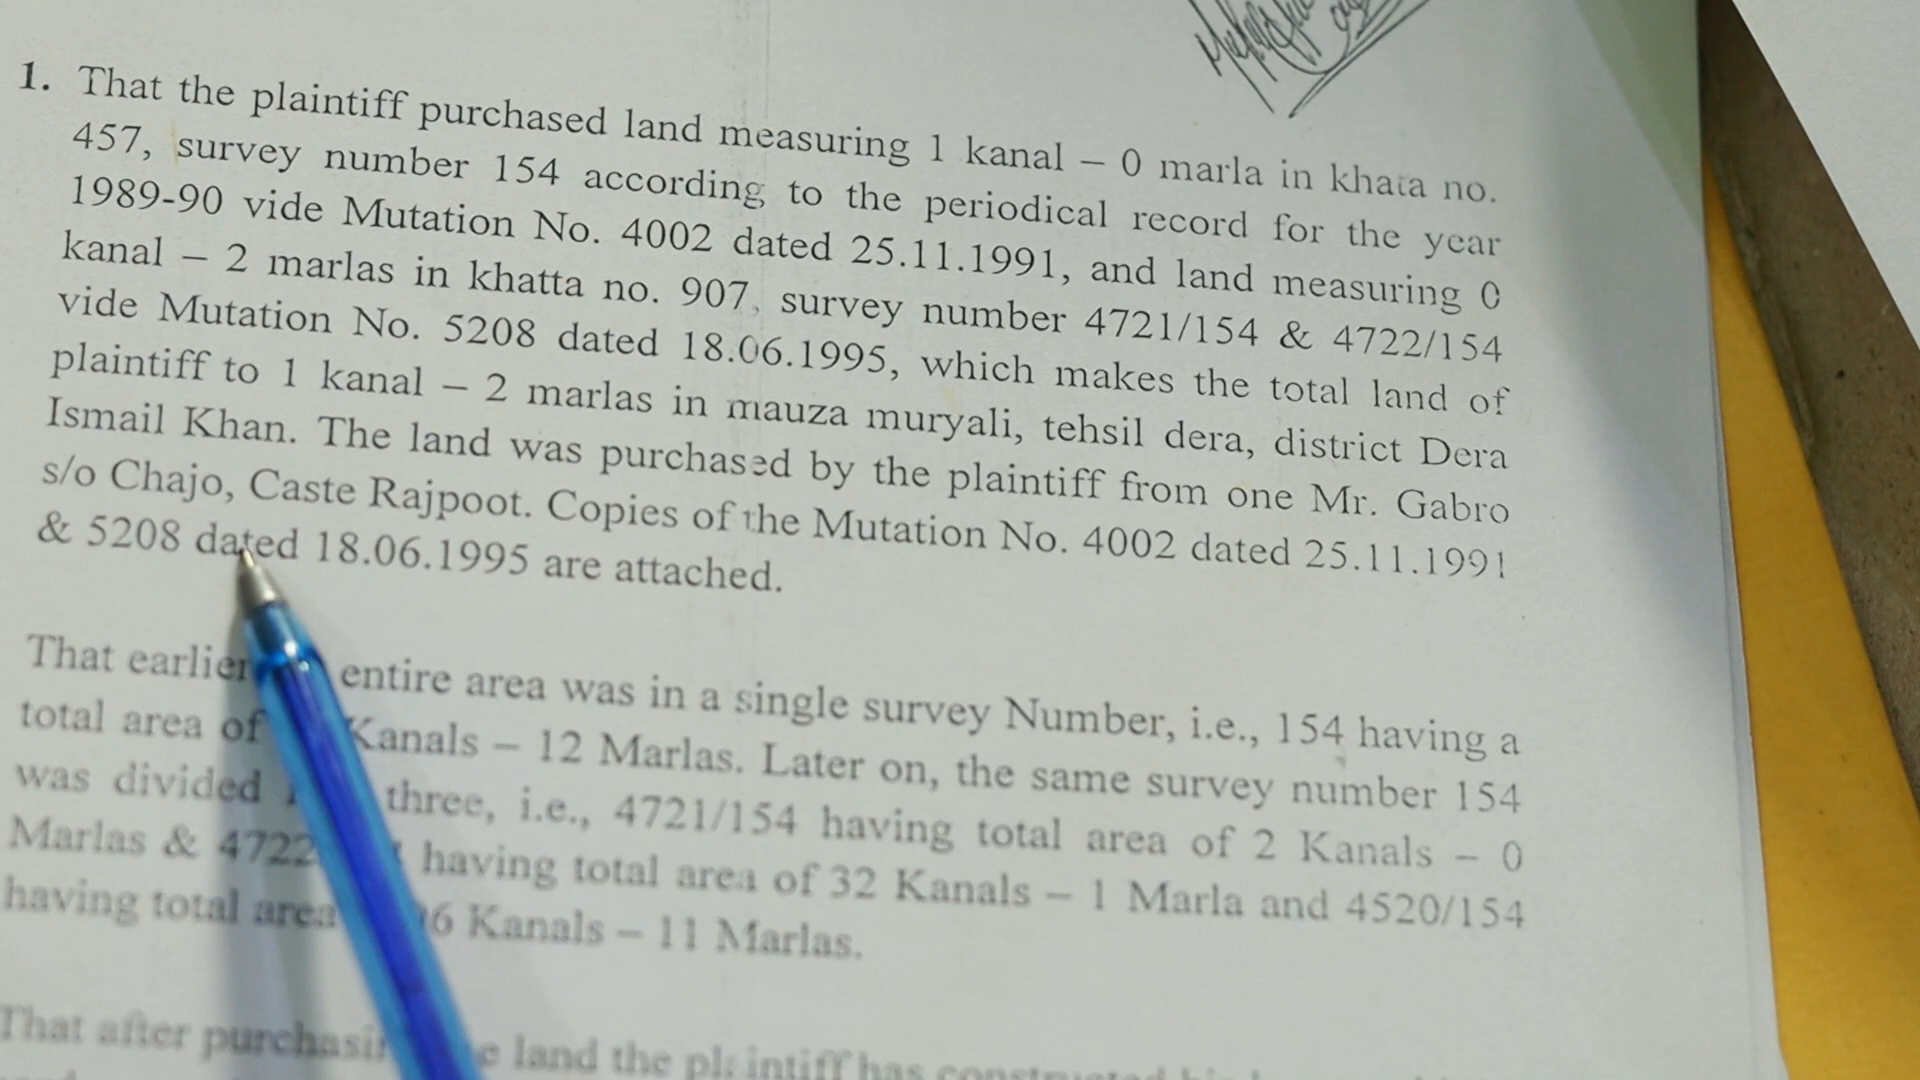 1. That the plaintiff purchased land measuring 1 kanal – 0 marla in khata no.
457, survey number 154 according to the periodical record for the year
1989-90 vide Mutation No. 4002 dated 25.11.1991, and land measuring 0
kanal – 2 marlas in khatta no. 907, survey number 4721/154 & 4722/154
vide Mutation No. 5208 dated 18.06.1995, which makes the total land of
plaintiff to 1 kanal – 2 marlas in mauza muryali, tehsil dera, district Dera
Ismail Khan. The land was purchased by the plaintiff from one Mr. Gabro
s/o Chajo, Caste Rajpoot. Copies of the Mutation No. 4002 dated 25.11.1991
& 5208 dated 18.06.1995 are attached.
That earlier entire area was in a single survey Number, i.e., 154 having a
total area of Kanals – 12 Marlas. Later on, the same survey number 154
was divided three, i.e., 4721/154 having total area of 2 Kanals – 0
Marlas & 4722 having total area of 32 Kanals – 1 Marla and 4520/154
having total area 6 Kanals – 11 Marlas.
That after purchasing land the plaintiff has constructed